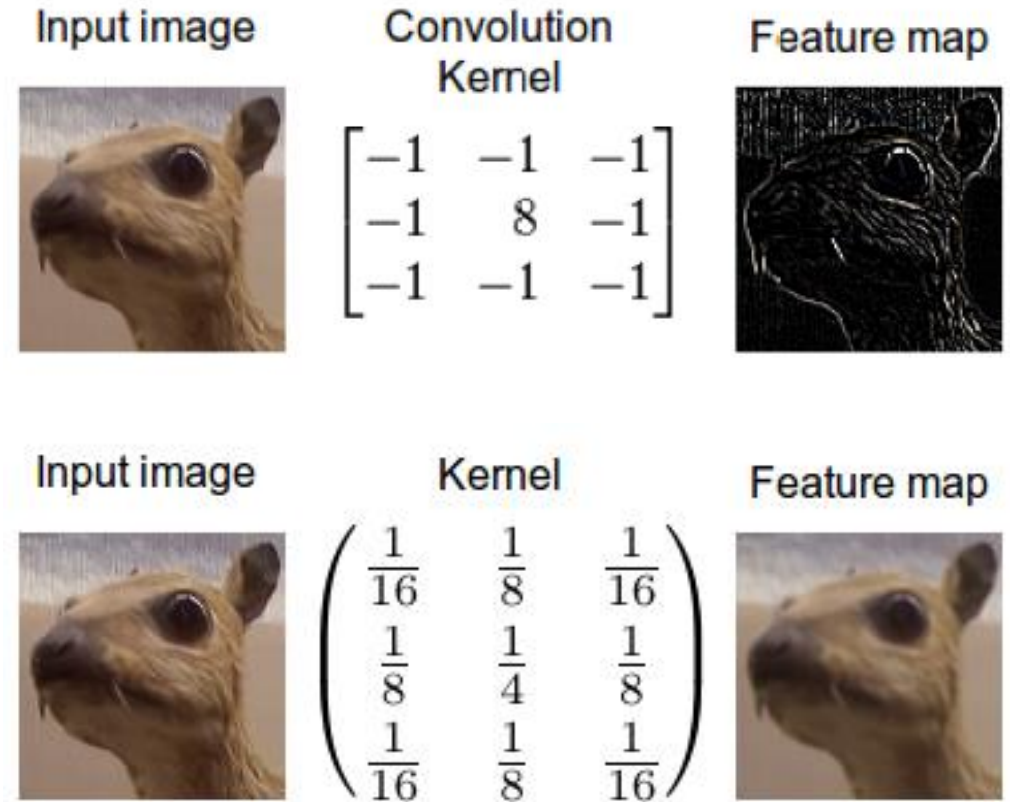 Input image
Convolution
Kernel
Feature map
−1 −1 −1
−1 8 −1
−1 −1 −1
Input image
Kernel
Feature map
1/16 1/8 1/16
1/8 1/4 1/8
1/16 1/8 1/16